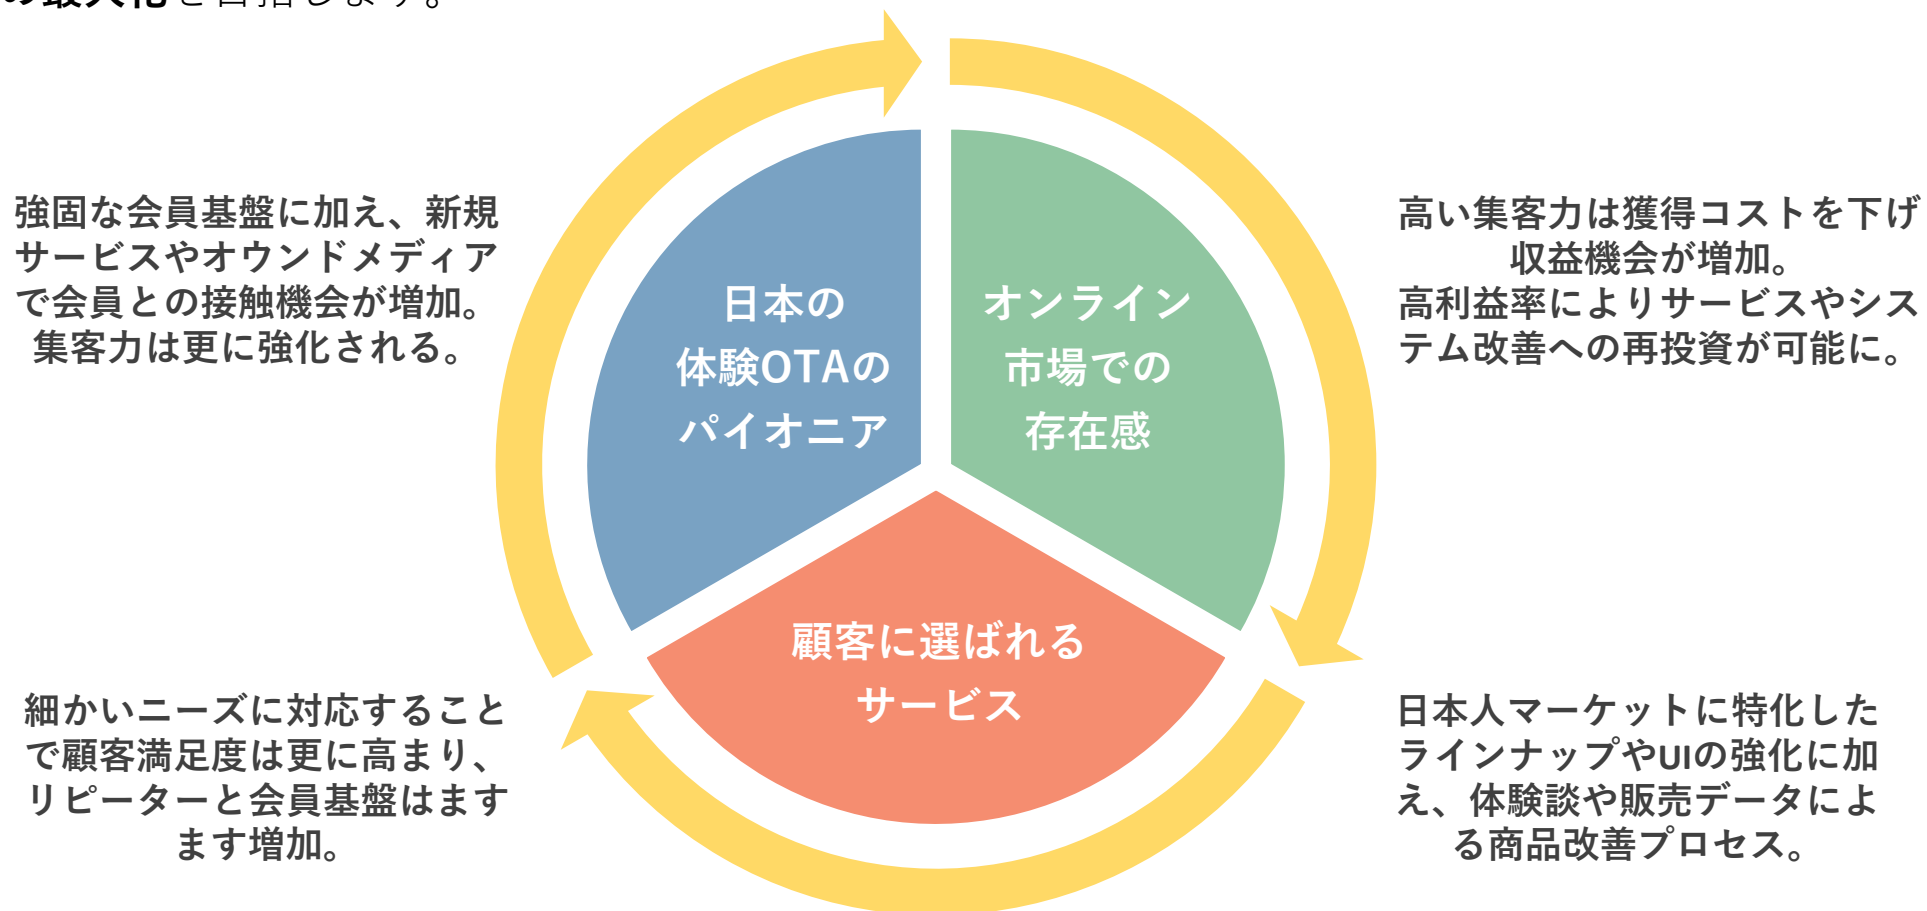 の最大化を目指します。
強固な会員基盤に加え、新規
サービスやオウンドメディア
で会員との接触機会が増加。
集客力は更に強化される。
日本の
体験OTAの
パイオニア
オンライン
市場での
存在感
高い集客力は獲得コストを下げ
収益機会が増加。
高利益率によりサービスやシス
テム改善への再投資が可能に。
顧客に選ばれる
サービス
細かいニーズに対応すること
で顧客満足度は更に高まり、
リピーターと会員基盤はます
ます増加。
日本人マーケットに特化した
ラインナップやUIの強化に加
え、体験談や販売データによ
る商品改善プロセス。